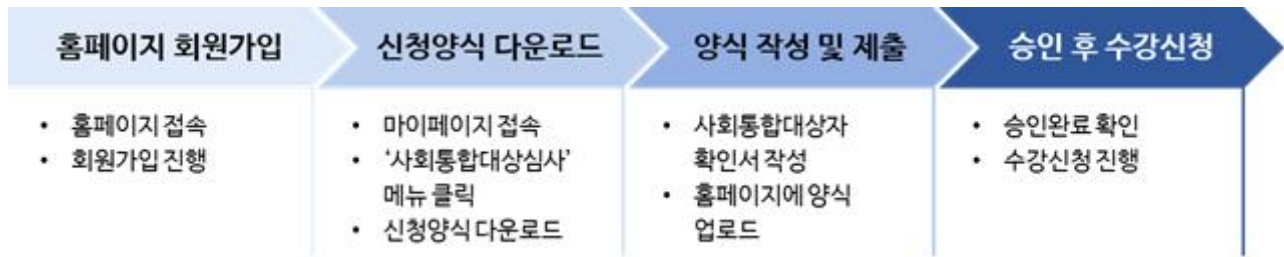 홈페이지 회원가입
신청양식 다운로드
양식 작성 및 제출
승인 후 수강신청
• 홈페이지 접속
• 회원가입 진행
• 마이페이지 접속
• ‘사회통합대상심사’
메뉴 클릭
• 신청양식 다운로드
• 사회통합대상자
확인서 작성
• 홈페이지에 양식
업로드
• 승인완료 확인
• 수강신청 진행